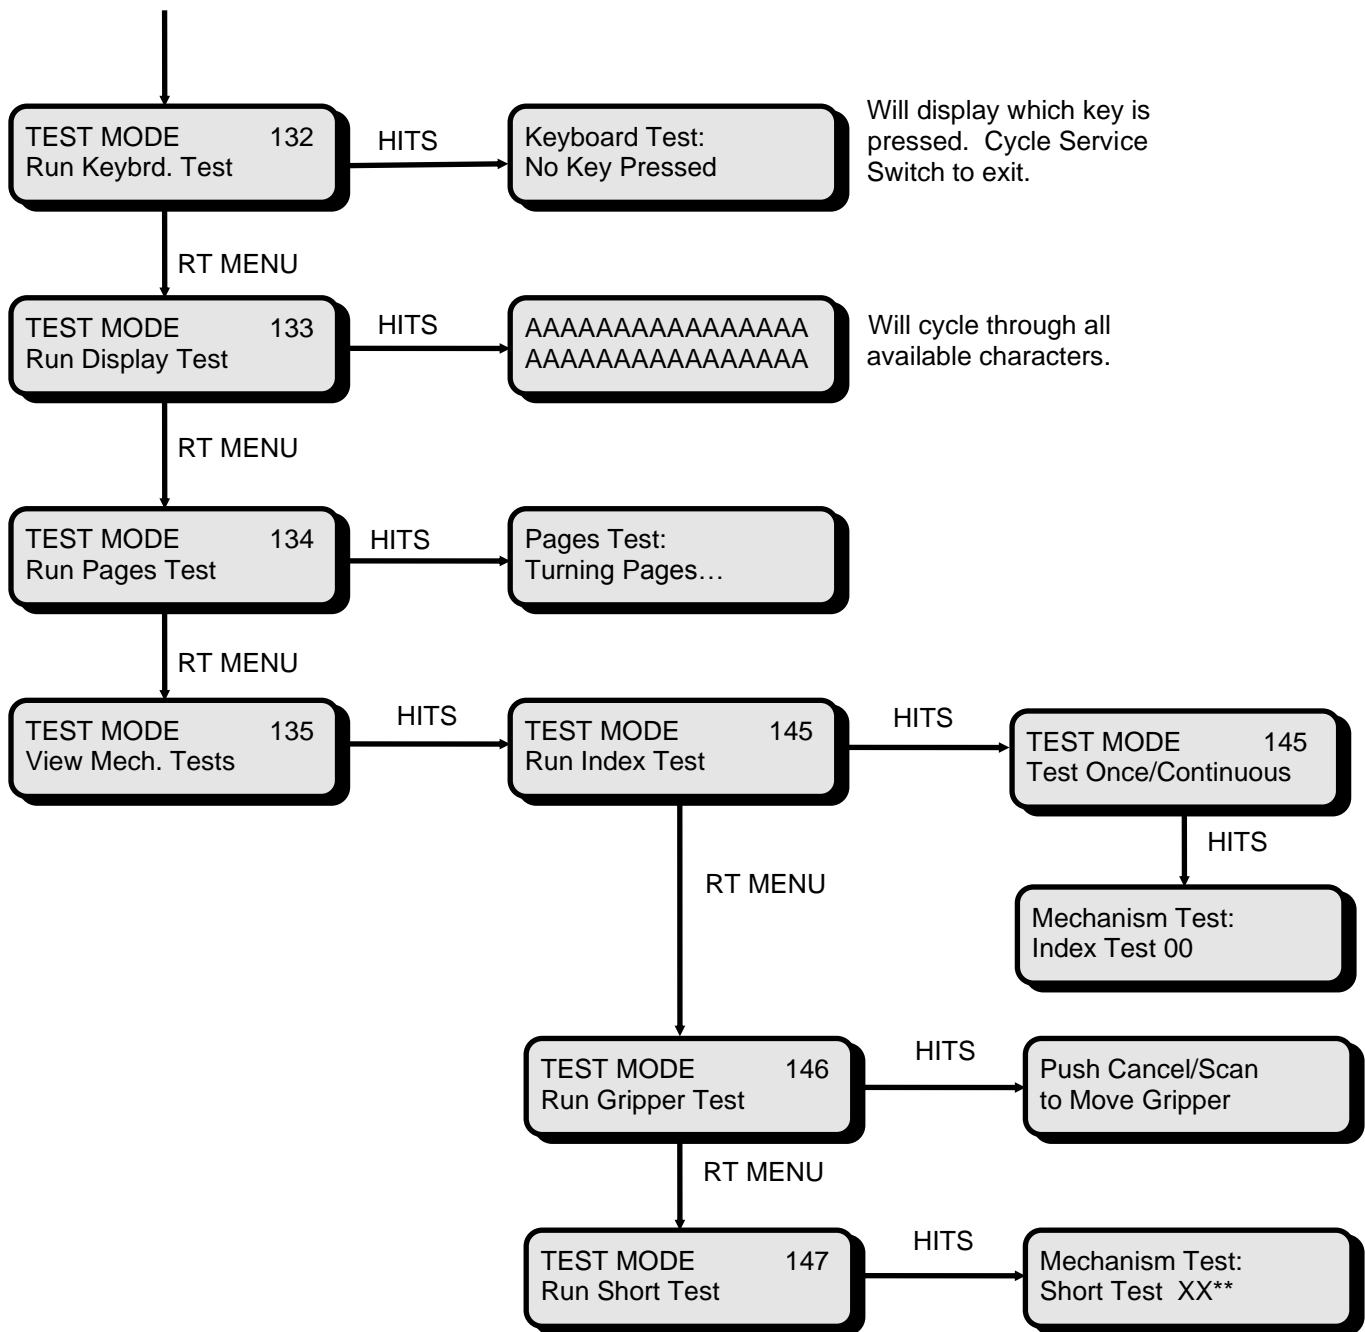 TEST MODE 132
Run Keybrd. Test
HITS
Keyboard Test:
No Key Pressed
Will display which key is
pressed. Cycle Service
Switch to exit.
RT MENU
TEST MODE 133
Run Display Test
HITS
AAAAAAAAAAAAAAAA
AAAAAAAAAAAAAAAA
Will cycle through all
available characters.
RT MENU
TEST MODE 134
Run Pages Test
HITS
Pages Test:
Turning Pages…
RT MENU
TEST MODE 135
View Mech. Tests
HITS
TEST MODE 145
Run Index Test
HITS
TEST MODE 145
Test Once/Continuous
HITS
Mechanism Test:
Index Test 00
RT MENU
TEST MODE 146
Run Gripper Test
HITS
Push Cancel/Scan
to Move Gripper
RT MENU
TEST MODE 147
Run Short Test
HITS
Mechanism Test:
Short Test XX**